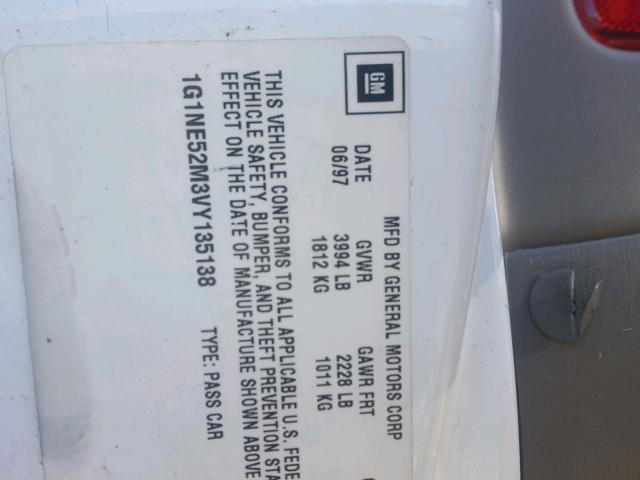 GM
MFD BY GENERAL MOTORS CORP
DATE GVWR GAWR FRT
06/97 3994 LB 2228 LB
1812 KG 1011 KG
THIS VEHICLE CONFORMS TO ALL APPLICABLE U.S. FEDE
VEHICLE SAFETY, BUMPER, AND THEFT PREVENTION STA
EFFECT ON THE DATE OF MANUFACTURE SHOWN ABOVE
1G1NE52M3VY135138 TYPE: PASS CAR